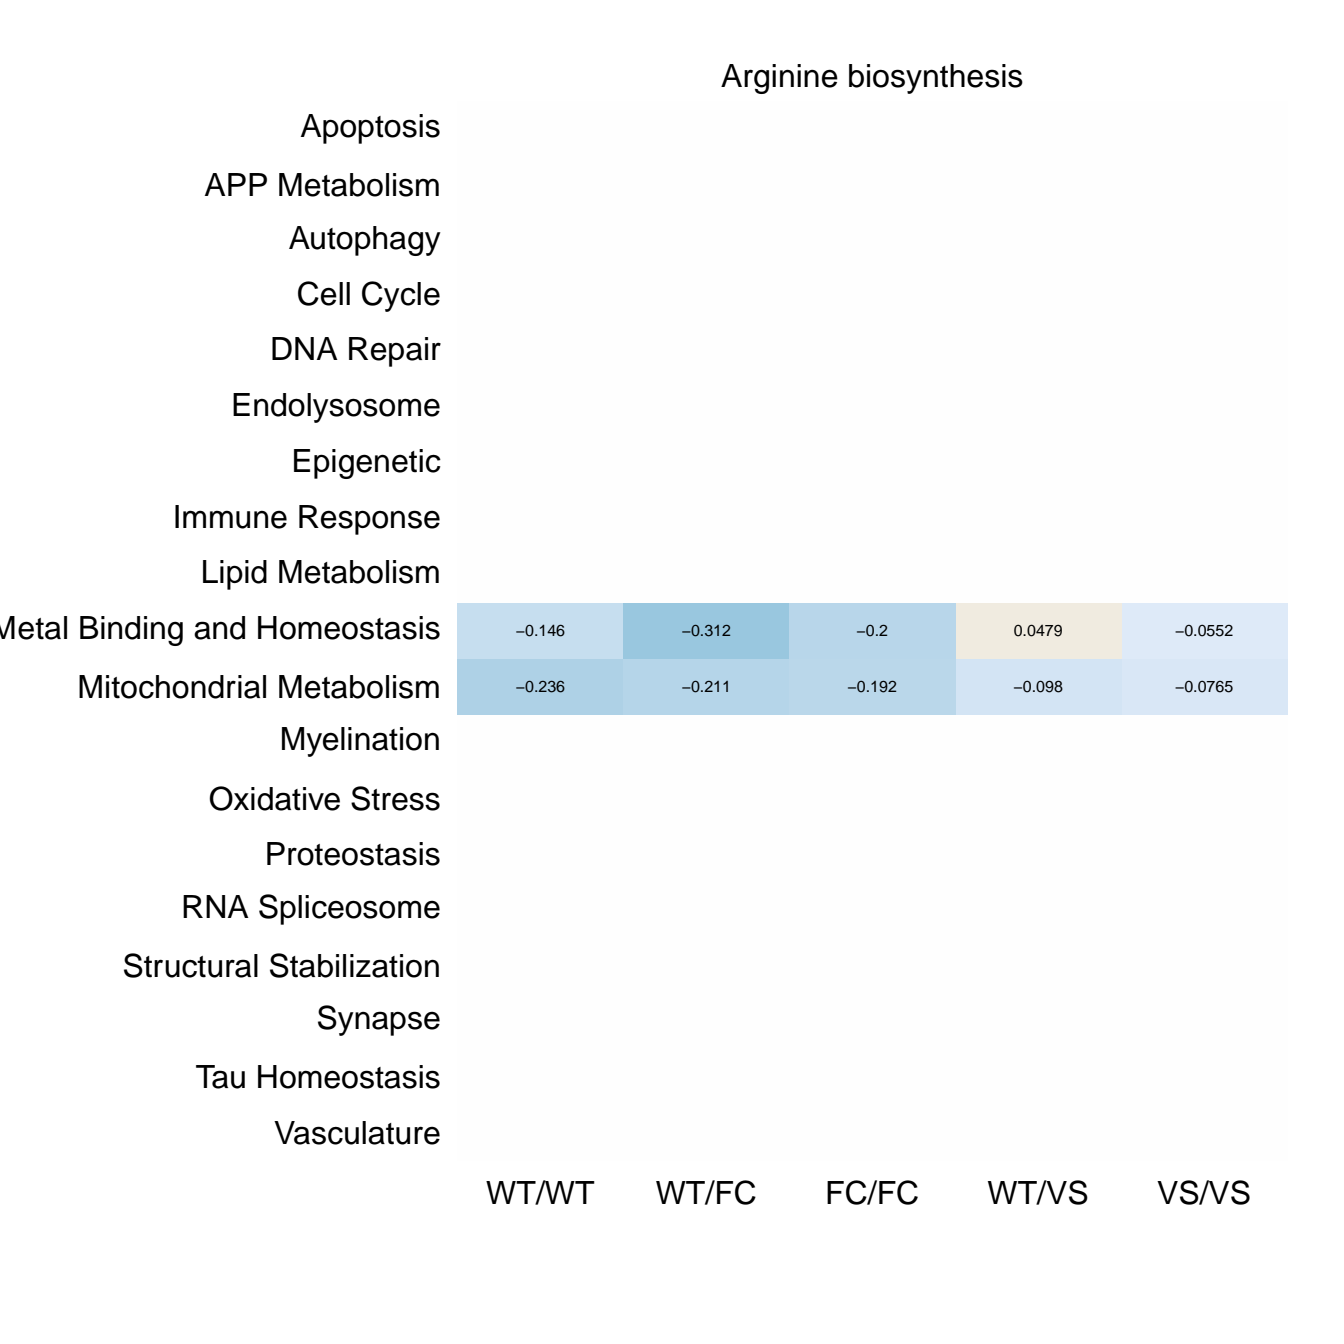 Arginine biosynthesis
Apoptosis
APP Metabolism
Autophagy
Cell Cycle
DNA Repair
Endolysosome
Epigenetic
Immune Response
Lipid Metabolism
Metal Binding and Homeostasis −0.146 −0.312 −0.2 0.0479 −0.0552
Mitochondrial Metabolism −0.236 −0.211 −0.192 −0.098 −0.0765
Myelination
Oxidative Stress
Proteostasis
RNA Spliceosome
Structural Stabilization
Synapse
Tau Homeostasis
Vasculature
WT/WT WT/FC FC/FC WT/VS VS/VS